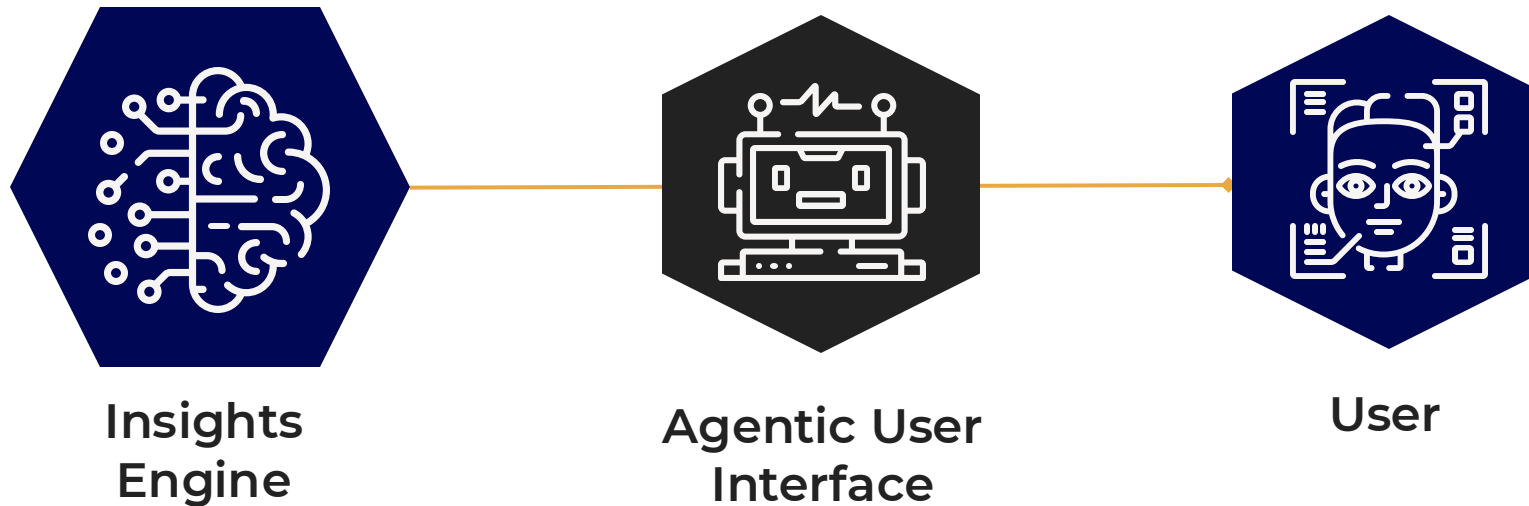 Insights
Engine
Agentic User
Interface
User